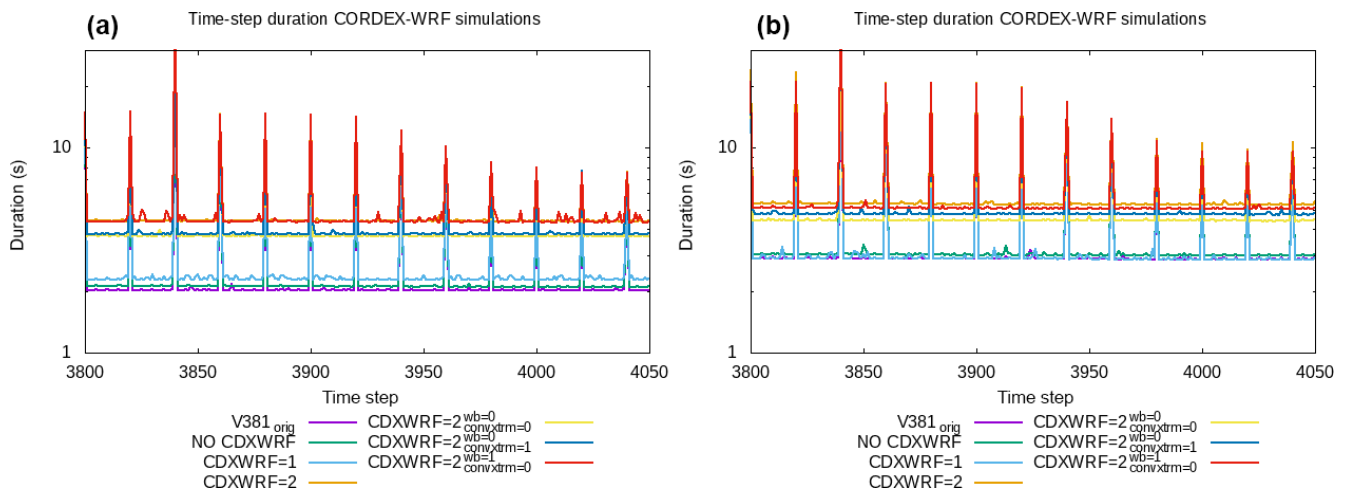 (a)
Time-step duration CORDEX-WRF simulations
Duration (s)
10
1
3800 3850 3900 3950 4000 4050
Time step
V381 orig
CDXWRF=2 wb=0 convxtrm=0
NO CDXWRF
CDXWRF=2 wb=0 convxtrm=1
CDXWRF=1
CDXWRF=2 wb=1 convxtrm=0
CDXWRF=2
(b)
Time-step duration CORDEX-WRF simulations
Duration (s)
10
1
3800 3850 3900 3950 4000 4050
Time step
V381 orig
CDXWRF=2 wb=0 convxtrm=0
NO CDXWRF
CDXWRF=2 wb=0 convxtrm=1
CDXWRF=1
CDXWRF=2 wb=1 convxtrm=0
CDXWRF=2